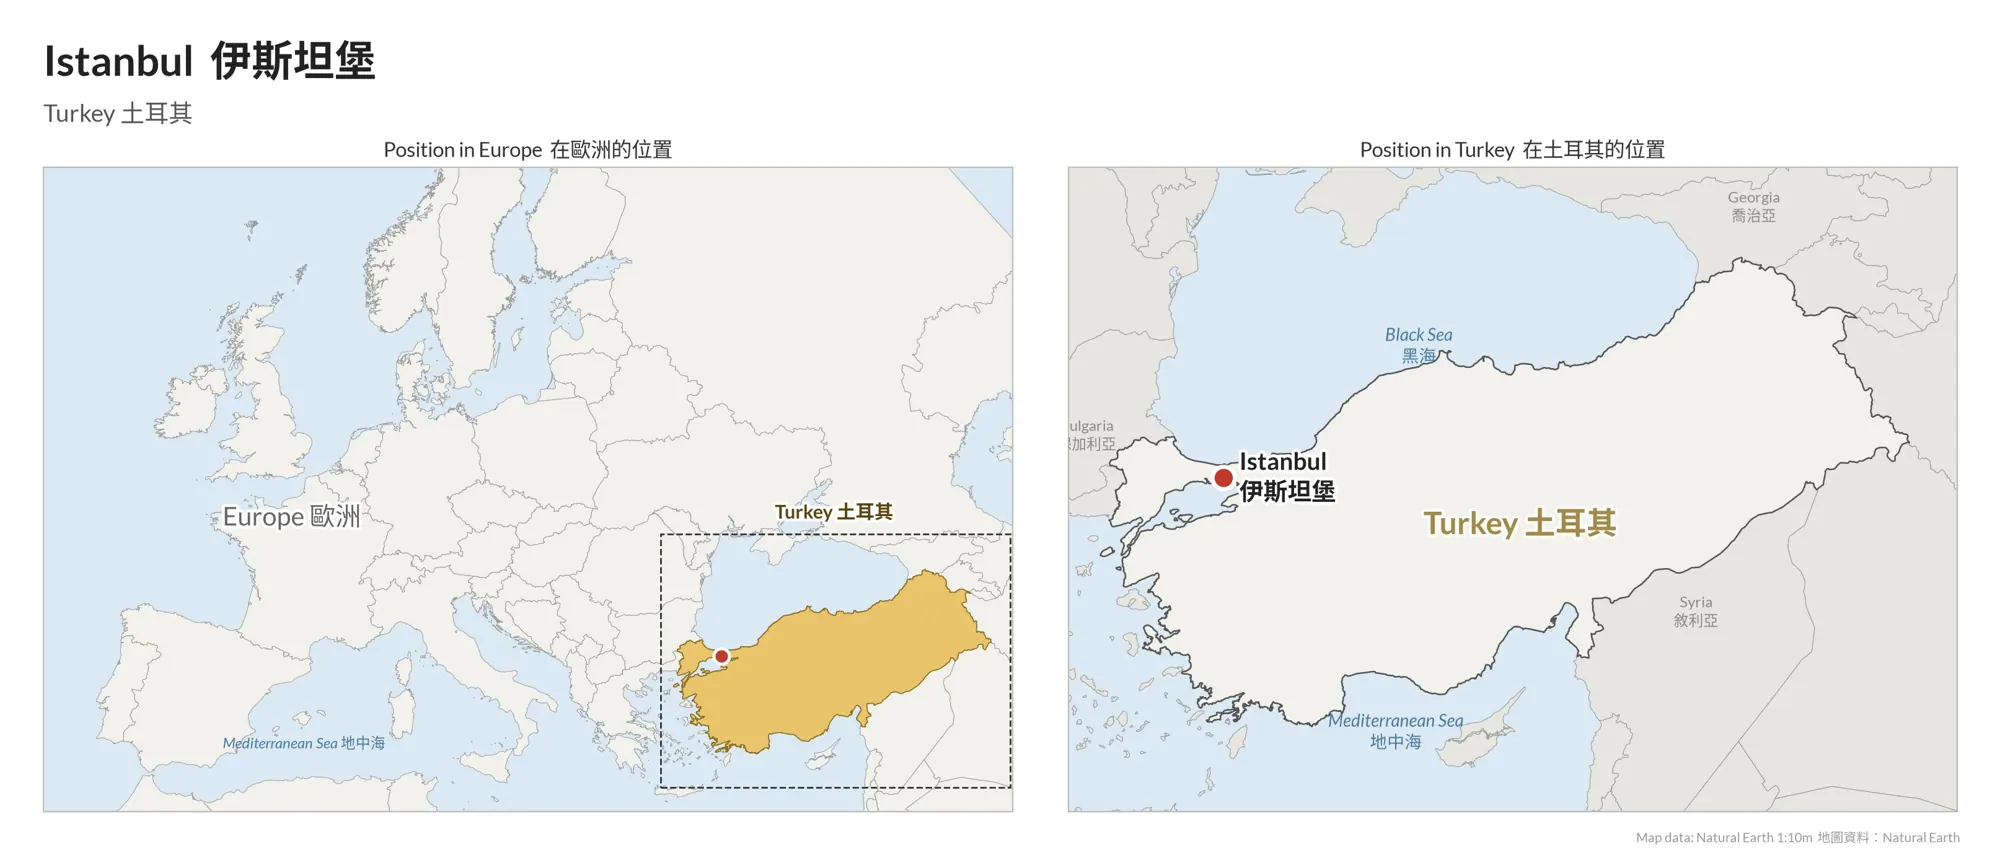 Istanbul 伊斯坦堡
Turkey 土耳其
Position in Europe 在歐洲的位置
Europe 歐洲
Turkey 土耳其
Mediterranean Sea 地中海
Position in Turkey 在土耳其的位置
Georgia
喬治亞
Black Sea
黑海
ulgaria
加利亞
Istanbul
伊斯坦堡
Turkey 土耳其
Syria
敘利亞
Mediterranean Sea
地中海
Map data: Natural Earth 1:10m 地圖資料：Natural Earth